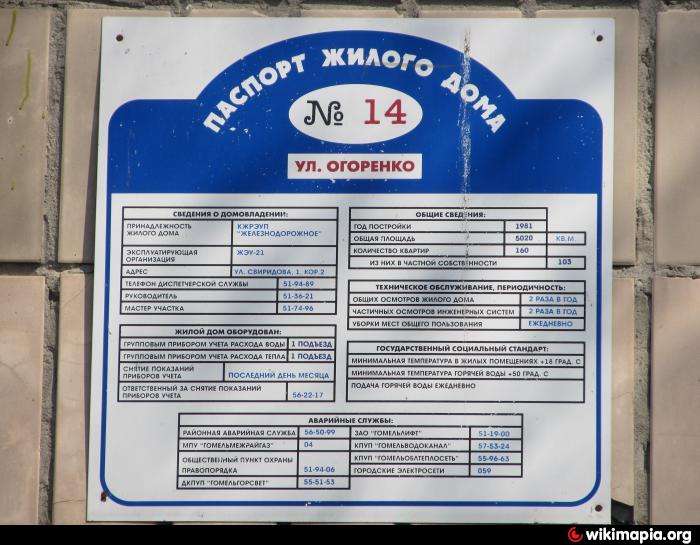 ПАСПОРТ ЖИЛОГО ДОМА
№ 14
УЛ. ОГОРЕНКО
СВЕДЕНИЯ О ДОМОВЛАДЕНИИ:
ПРИНАДЛЕЖНОСТЬ ЖИЛОГО ДОМА КЖРЭУП "ЖЕЛЕЗНОДОРОЖНОЕ"
ЭКСПЛУАТИРУЮЩАЯ ОРГАНИЗАЦИЯ ЖЭУ-21
АДРЕС УЛ. СВИРИДОВА, 1, КОР.2
ТЕЛЕФОН ДИСПЕТЧЕРСКОЙ СЛУЖБЫ 51-94-89
РУКОВОДИТЕЛЬ 51-36-21
МАСТЕР УЧАСТКА 51-74-96
ЖИЛОЙ ДОМ ОБОРУДОВАН:
ГРУППОВЫМ ПРИБОРОМ УЧЕТА РАСХОДА ВОДЫ 1 ПОДЪЕЗД
ГРУППОВЫМ ПРИБОРОМ УЧЕТА РАСХОДА ТЕПЛА 1 ПОДЪЕЗД
СНЯТИЕ ПОКАЗАНИЙ ПРИБОРОВ УЧЕТА ПОСЛЕДНИЙ ДЕНЬ МЕСЯЦА
ОТВЕТСТВЕННЫЙ ЗА СНЯТИЕ ПОКАЗАНИЙ ПРИБОРОВ УЧЕТА 56-22-17
ОБЩИЕ СВЕДЕНИЯ:
ГОД ПОСТРОЙКИ 1981
ОБЩАЯ ПЛОЩАДЬ 5020 КВ.М.
КОЛИЧЕСТВО КВАРТИР 160
ИЗ НИХ В ЧАСТНОЙ СОБСТВЕННОСТИ 103
ТЕХНИЧЕСКОЕ ОБСЛУЖИВАНИЕ, ПЕРИОДИЧНОСТЬ:
ОБЩИХ ОСМОТРОВ ЖИЛОГО ДОМА 2 РАЗА В ГОД
ЧАСТИЧНЫХ ОСМОТРОВ ИНЖЕНЕРНЫХ СИСТЕМ 2 РАЗА В ГОД
УБОРКИ МЕСТ ОБЩЕГО ПОЛЬЗОВАНИЯ ЕЖЕДНЕВНО
ГОСУДАРСТВЕННЫЙ СОЦИАЛЬНЫЙ СТАНДАРТ:
МИНИМАЛЬНАЯ ТЕМПЕРАТУРА В ЖИЛЫХ ПОМЕЩЕНИЯХ +18 ГРАД. С
МИНИМАЛЬНАЯ ТЕМПЕРАТУРА ГОРЯЧЕЙ ВОДЫ +50 ГРАД. С
ПОДАЧА ГОРЯЧЕЙ ВОДЫ ЕЖЕДНЕВНО
АВАРИЙНЫЕ СЛУЖБЫ:
РАЙОННАЯ АВАРИЙНАЯ СЛУЖБА 56-50-99
МПУ "ГОМЕЛЬМЕЖРАЙГАЗ" 04
ОБЩЕСТВЕННЫЙ ПУНКТ ОХРАНЫ ПРАВОПОРЯДКА 51-94-06
ДКПУП "ГОМЕЛЬГОРСВЕТ" 55-51-53
ЗАО "ГОМЕЛЬЛИФТ" 51-19-00
КПУП "ГОМЕЛЬВОДОКАНАЛ" 57-53-24
КПУП "ГОМЕЛЬОБЛТЕПЛОСЕТЬ" 55-96-63
ГОРОДСКИЕ ЭЛЕКТРОСЕТИ 059
wikimapia.org